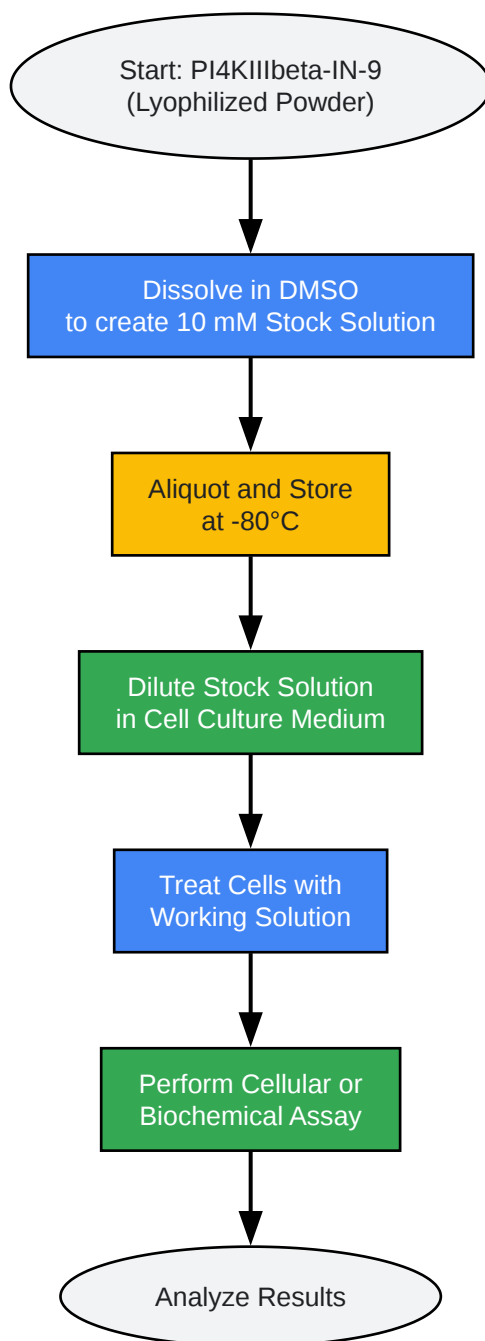 Start: PI4KIIIbeta-IN-9
(Lyophilized Powder)
Dissolve in DMSO
to create 10 mM Stock Solution
Aliquot and Store
at -80°C
Dilute Stock Solution
in Cell Culture Medium
Treat Cells with
Working Solution
Perform Cellular or
Biochemical Assay
Analyze Results